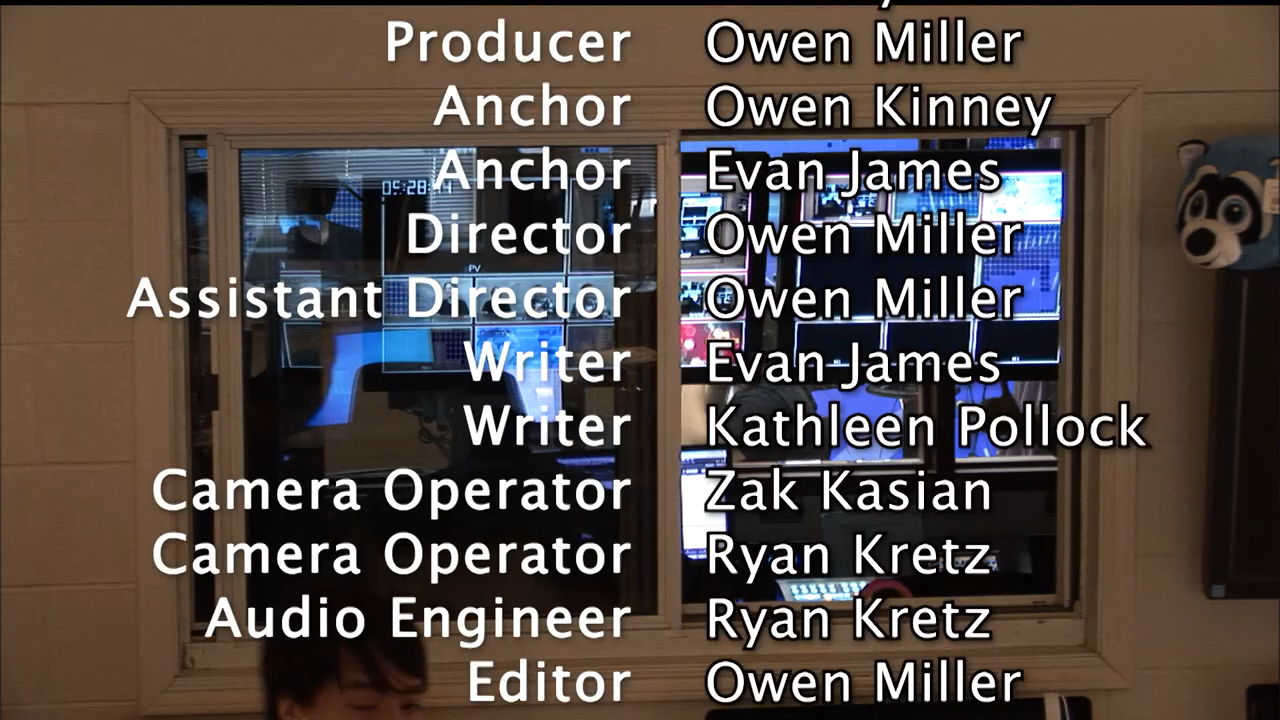 Producer Owen Miller
Anchor Owen Kinney
Anchor Evan James
Director Owen Miller
Assistant Director Owen Miller
Writer Evan James
Writer Kathleen Pollock
Camera Operator Zak Kasian
Camera Operator Ryan Kretz
Audio Engineer Ryan Kretz
Editor Owen Miller
PV